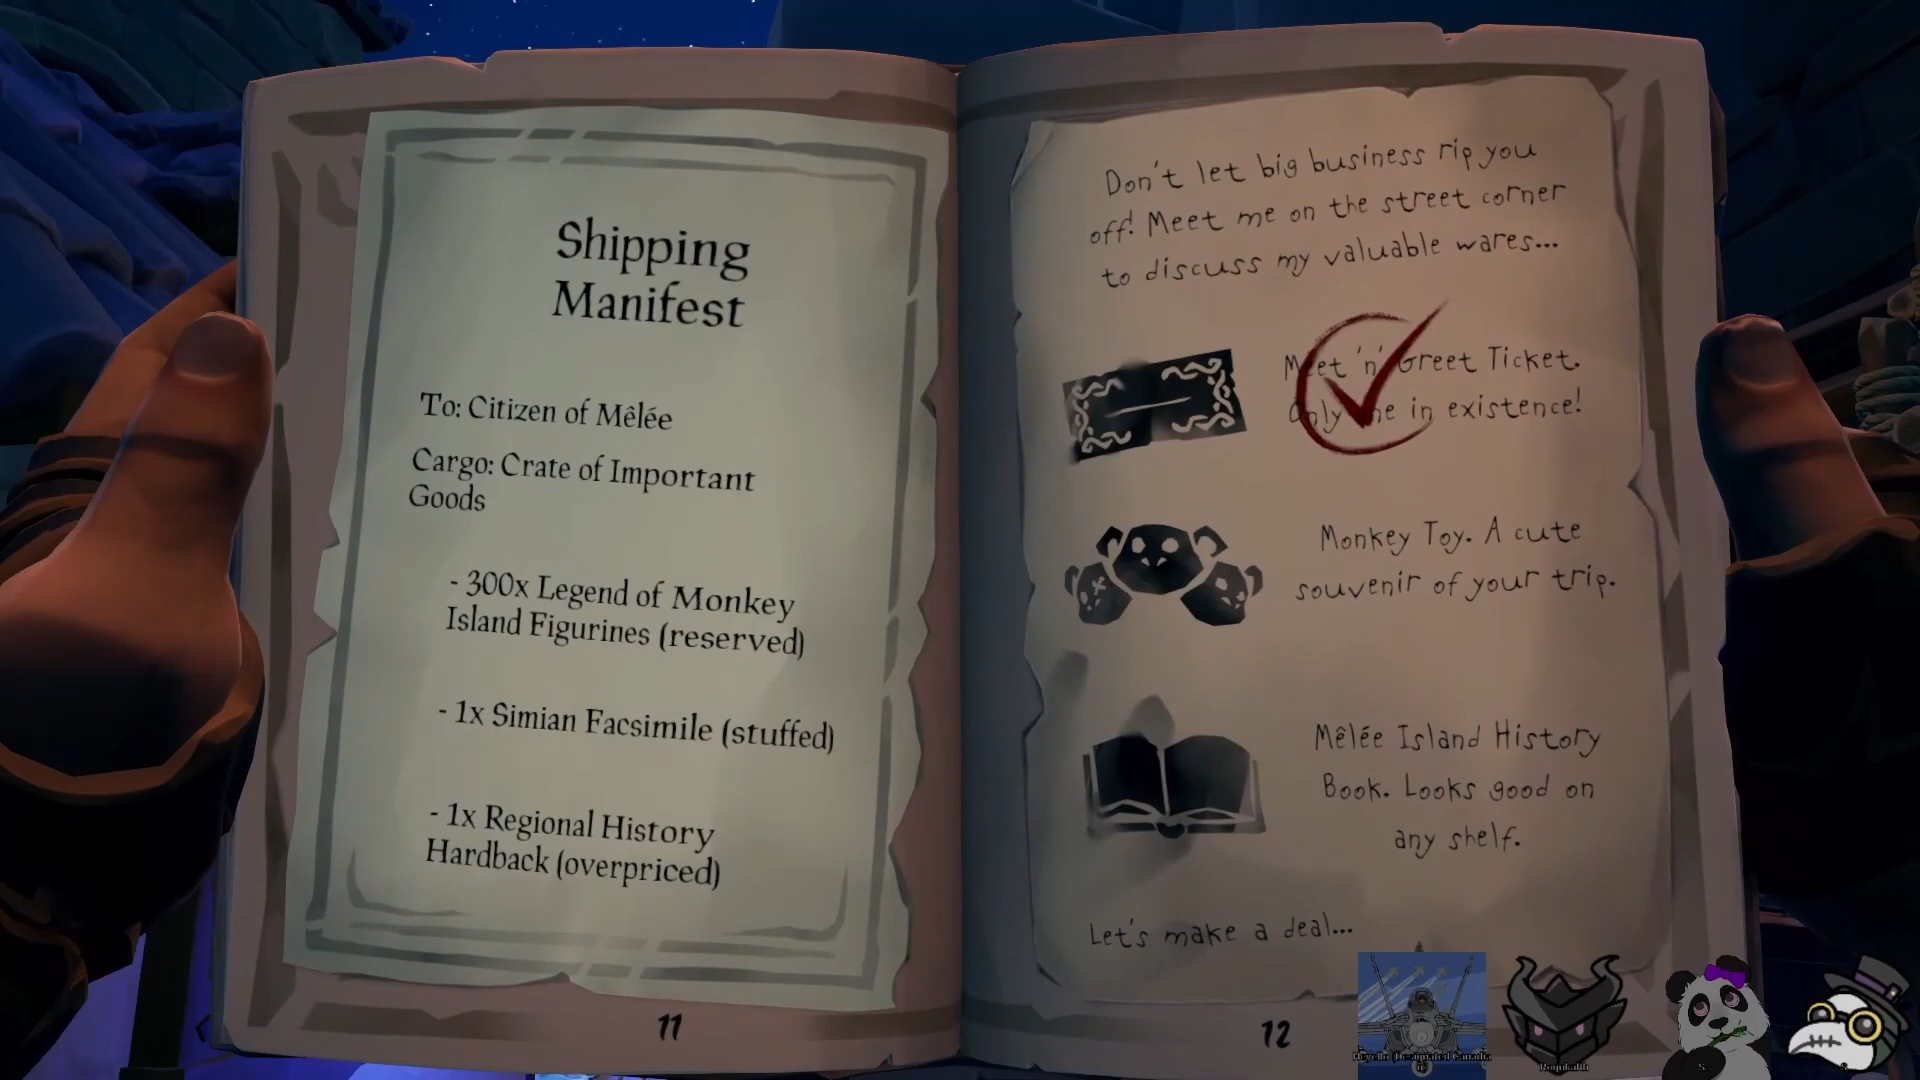 Shipping
Manifest
To: Citizen of Mêlée
Cargo: Crate of Important
Goods
- 300x Legend of Monkey
Island Figurines (reserved)
- 1x Simian Facsimile (stuffed)
- 1x Regional History
Hardback (overpriced)
11
Don't let big business rip you
off! Meet me on the street corner
to discuss my valuable wares...
Meet 'n' Greet Ticket.
Only one in existence!
Monkey Toy. A cute
souvenir of your trip.
Mêlée Island History
Book. Looks good on
any shelf.
Let's make a deal...
12